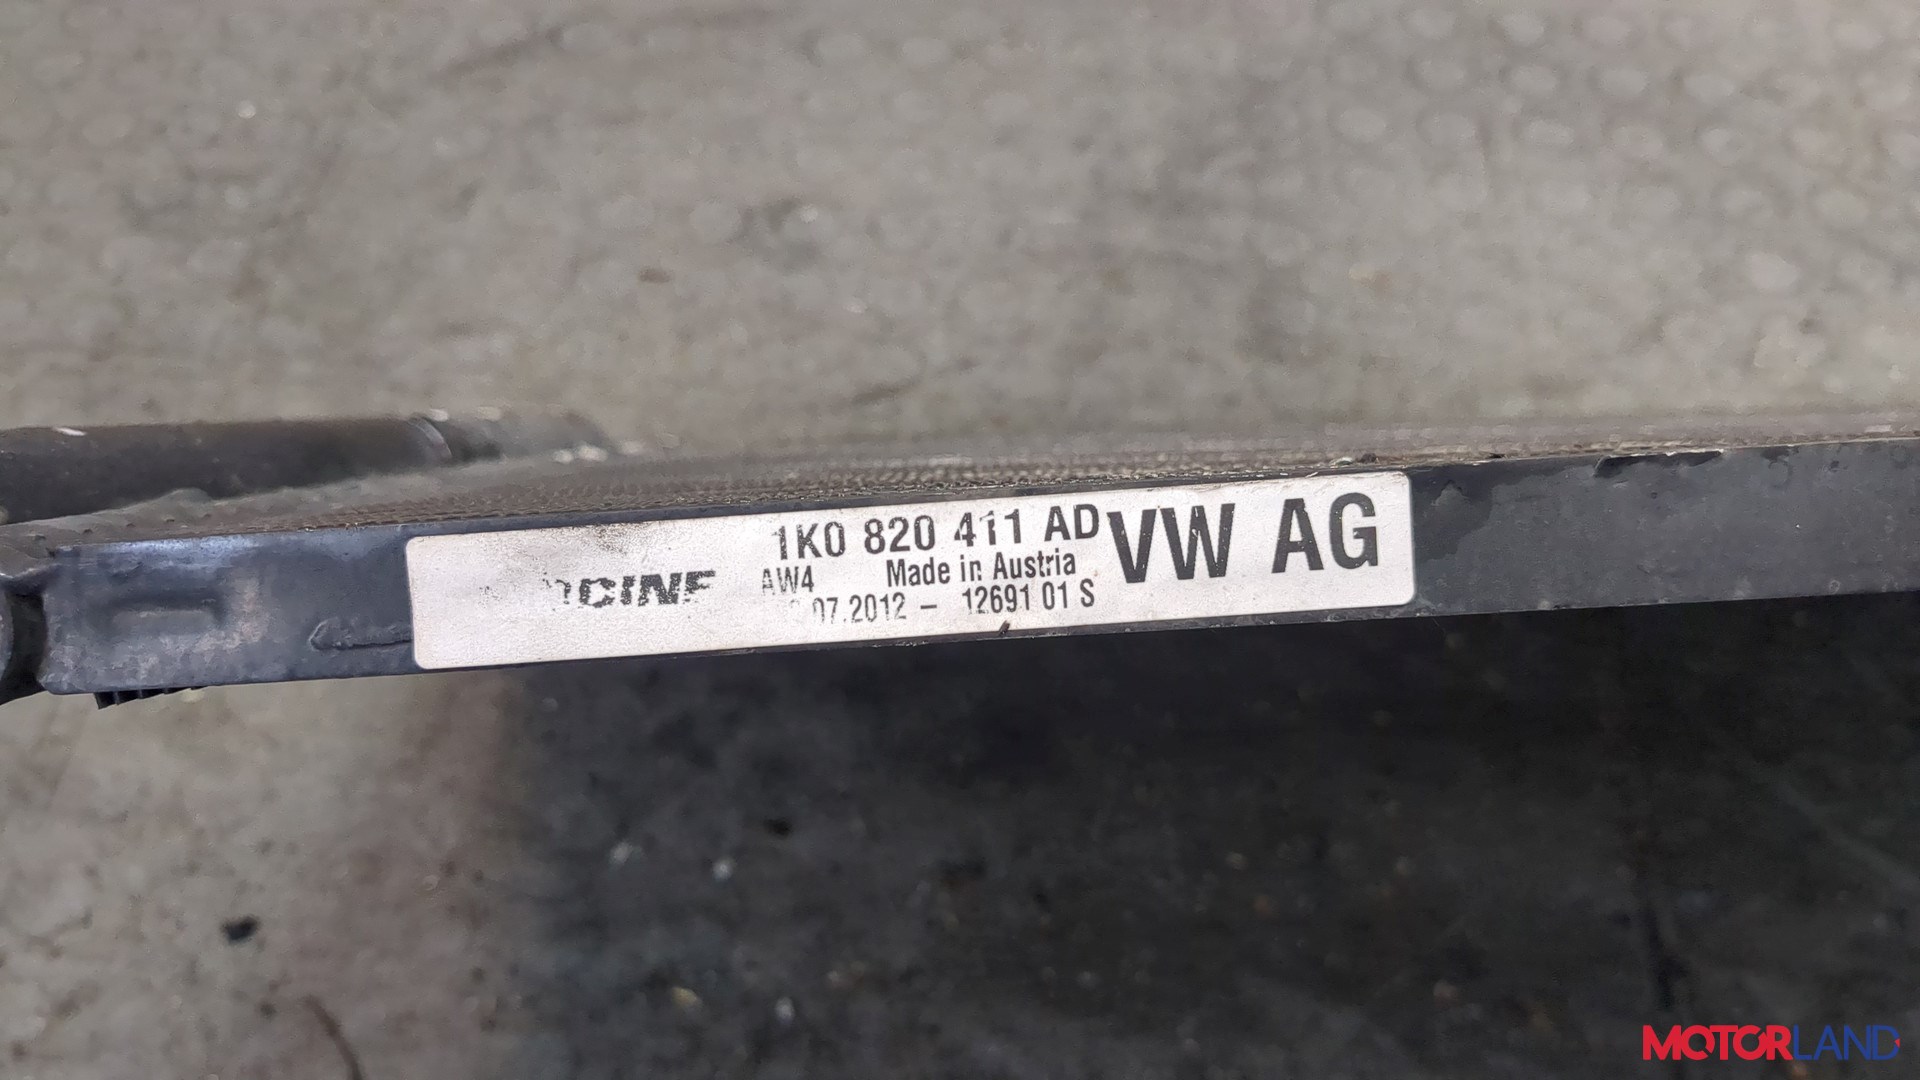 1K0 820 411 AD VW AG
AW4 Made in Austria
07.2012 - 12691 01 S
MOTORLAND